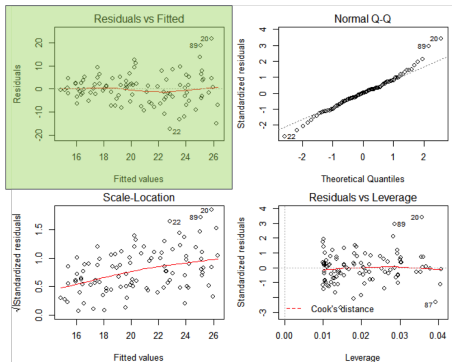 Residuals vs Fitted
Residuals
20
10
0
-10
-20
20
89
22
16 18 20 22 24 26
Fitted values
Normal Q-Q
Standardized residuals
4
3
2
1
0
-1
-2
20
89
22
-2 -1 0 1 2
Theoretical Quantiles
Scale-Location
√|Standardized residuals|
1.5
1.0
0.5
0.0
20
89
22
16 18 20 22 24 26
Fitted values
Residuals vs Leverage
Standardized residuals
4
3
2
1
0
-1
-3
20
89
87
Cook's distance
0.00 0.01 0.02 0.03 0.04
Leverage